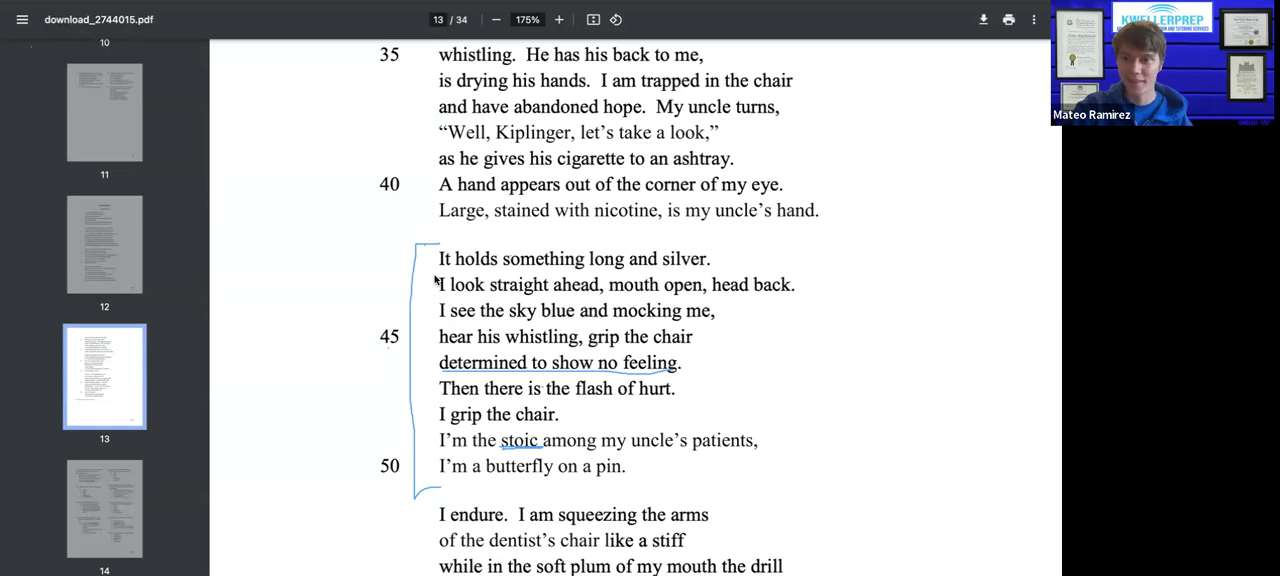 download_2744015.pdf
13 / 34
175%
KWELLERPREP
Mateo Ramirez
10
11
12
13
14
35 whistling. He has his back to me,
is drying his hands. I am trapped in the chair
and have abandoned hope. My uncle turns,
“Well, Kiplinger, let’s take a look,”
as he gives his cigarette to an ashtray.
40 A hand appears out of the corner of my eye.
Large, stained with nicotine, is my uncle’s hand.
It holds something long and silver.
I look straight ahead, mouth open, head back.
I see the sky blue and mocking me,
45 hear his whistling, grip the chair
determined to show no feeling.
Then there is the flash of hurt.
I grip the chair.
I’m the stoic among my uncle’s patients,
50 I’m a butterfly on a pin.
I endure. I am squeezing the arms
of the dentist’s chair like a stiff
while in the soft plum of my mouth the drill